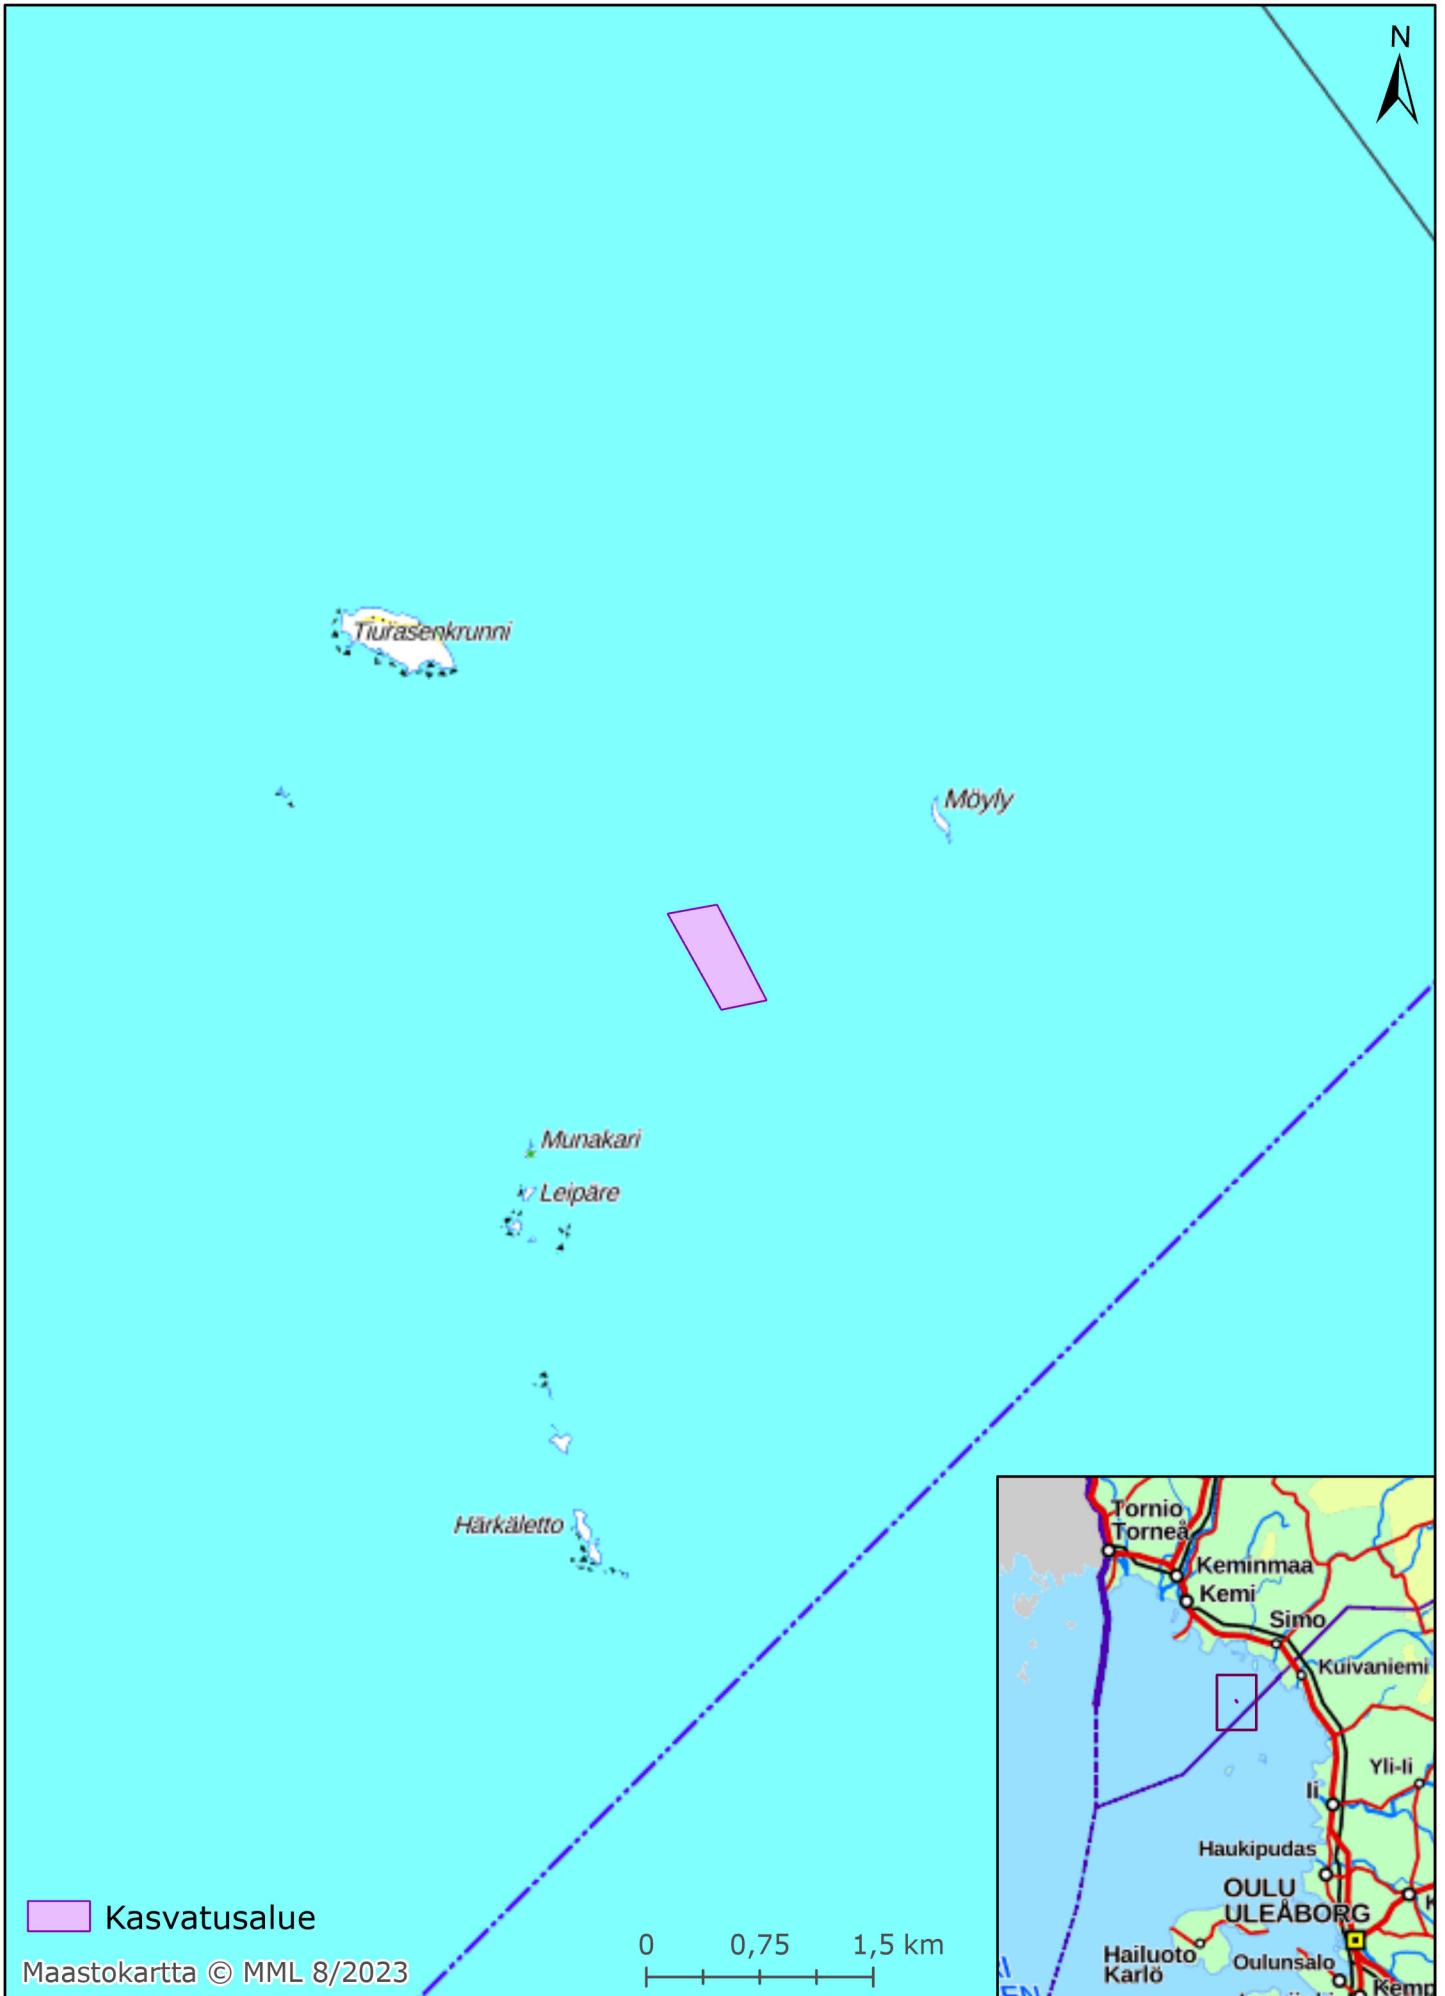 N
Tiurasenkrunni
Möyly
Munakari
Leipäre
Härkäletto
Tornio
Torneå
Keminmaa
Kemi
Simo
Kuivaniemi
Yli-Ii
Ii
Haukipudas
OULU
ULEÅBORG
Hailuoto
Karlö
Oulunsalo
Kemp
Kasvatusalue
0 0,75 1,5 km
Maastokartta © MML 8/2023